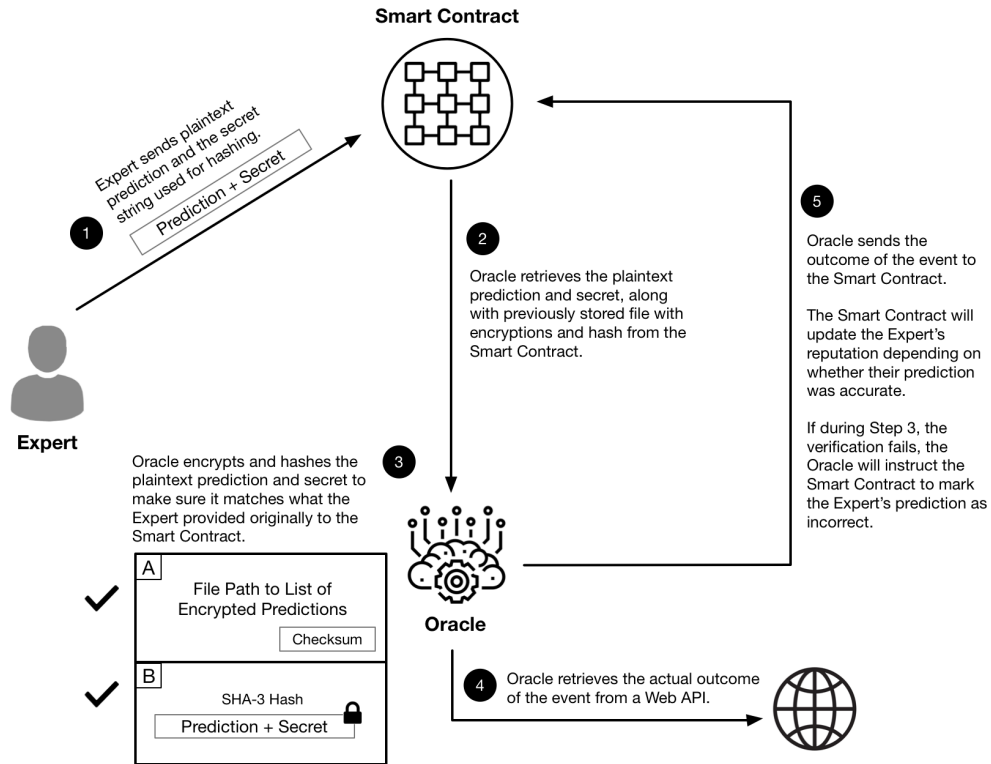 Smart Contract
Expert sends plaintext
prediction and the secret
string used for hashing.
Prediction + Secret
1
Expert
2
Oracle retrieves the plaintext
prediction and secret, along
with previously stored file with
encryptions and hash from the
Smart Contract.
3
Oracle encrypts and hashes the
plaintext prediction and secret to
make sure it matches what the
Expert provided originally to the
Smart Contract.
A
File Path to List of
Encrypted Predictions
Checksum
B
SHA-3 Hash
Prediction + Secret
Oracle
4
Oracle retrieves the actual outcome
of the event from a Web API.
5
Oracle sends the
outcome of the event to
the Smart Contract.
The Smart Contract will
update the Expert’s
reputation depending on
whether their prediction
was accurate.
If during Step 3, the
verification fails, the
Oracle will instruct the
Smart Contract to mark
the Expert’s prediction as
incorrect.